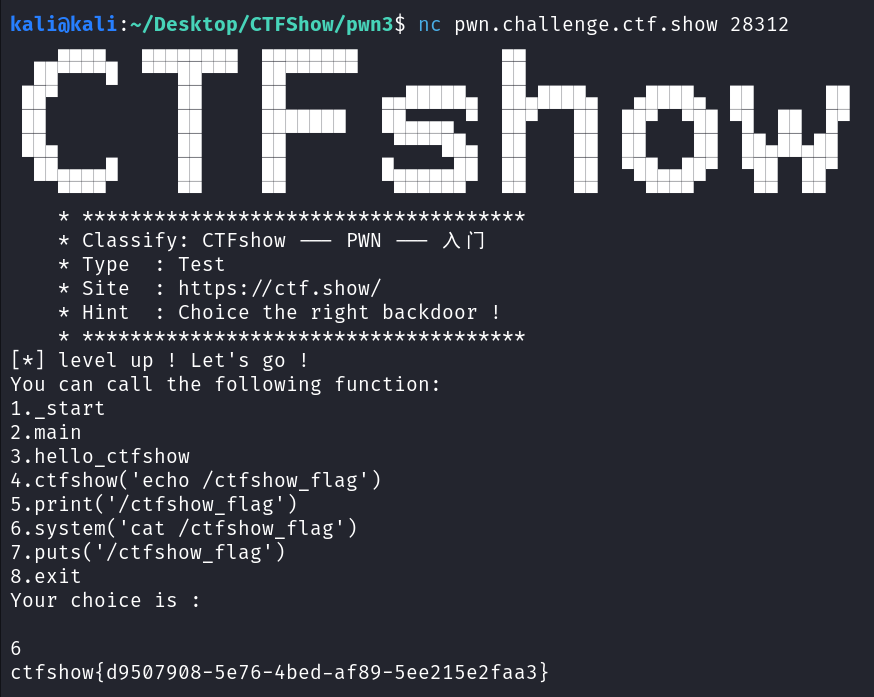 kali@kali:~/Desktop/CTFShow/pwn3$ nc pwn.challenge.ctf.show 28312
CTFshow
* *************************************
* Classify: CTFshow --- PWN --- 入门
* Type  : Test
* Site  : https://ctf.show/
* Hint  : Choice the right backdoor !
* *************************************
[*] level up ! Let's go !
You can call the following function:
1._start
2.main
3.hello_ctfshow
4.ctfshow('echo /ctfshow_flag')
5.print('/ctfshow_flag')
6.system('cat /ctfshow_flag')
7.puts('/ctfshow_flag')
8.exit
Your choice is :
6
ctfshow{d9507908-5e76-4bed-af89-5ee215e2faa3}